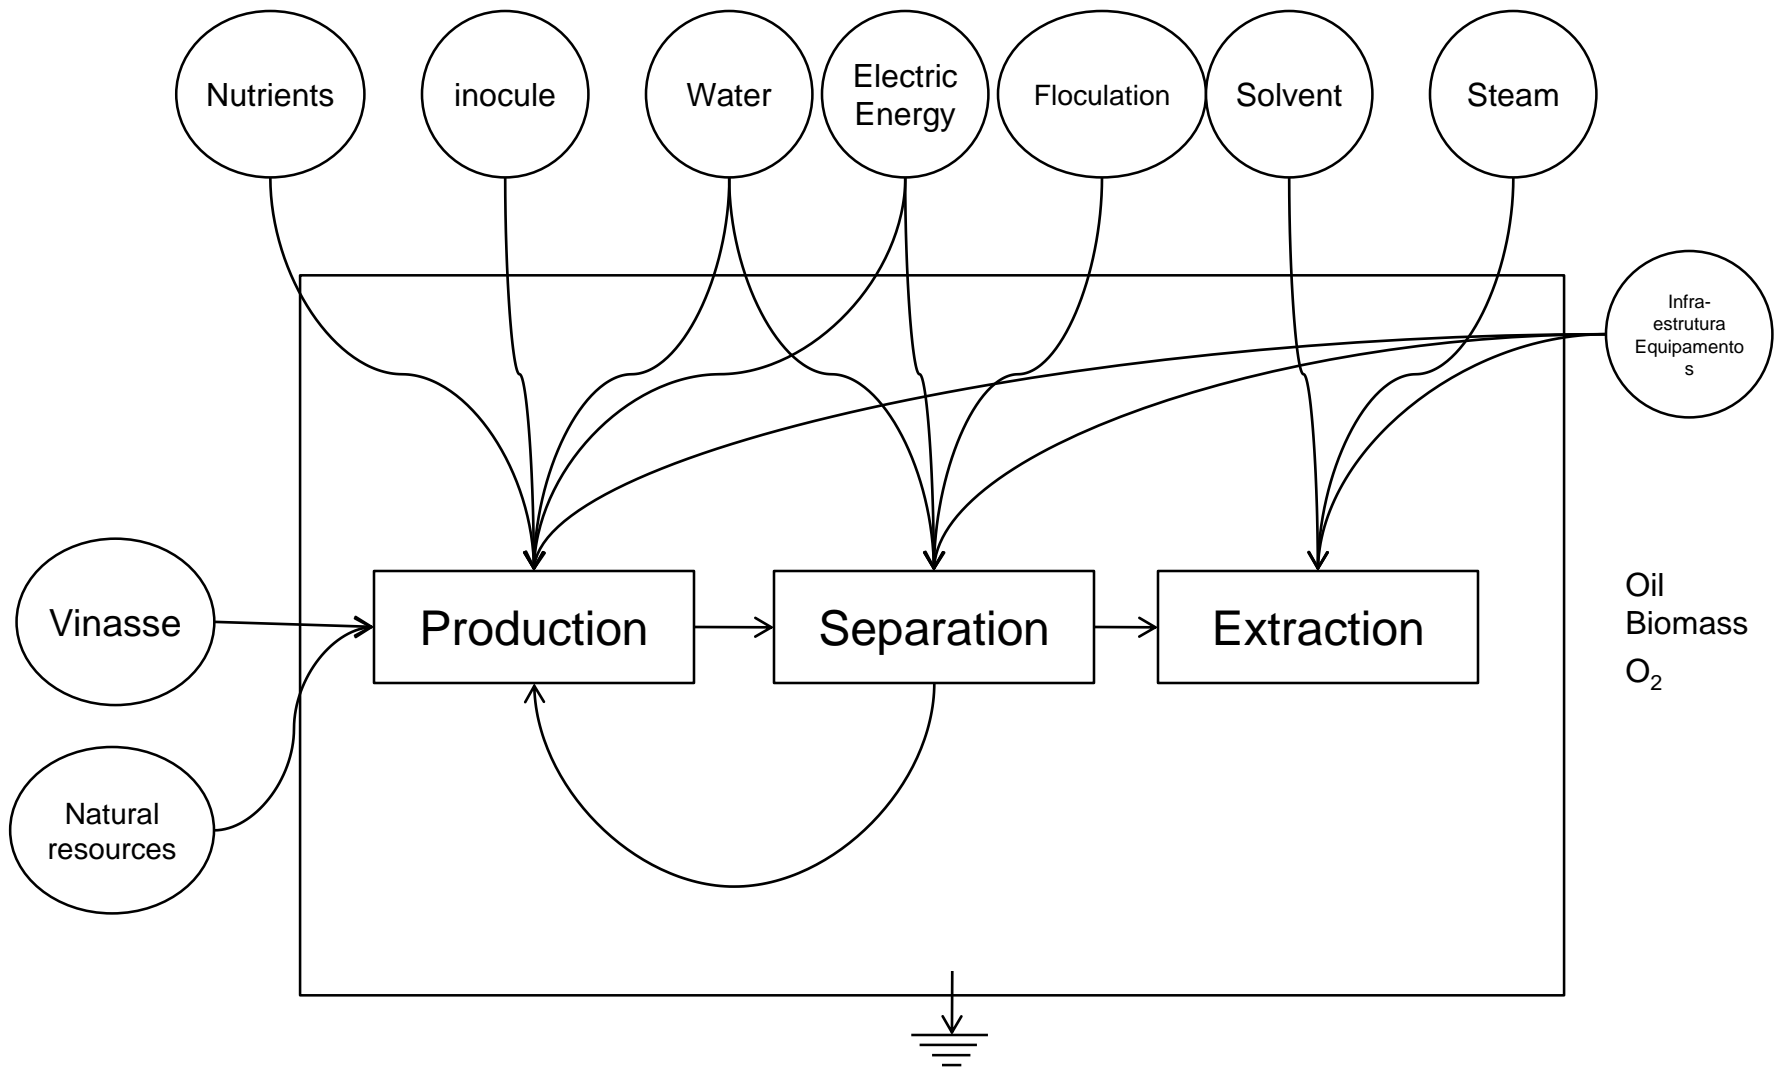 Nutrients
inocule
Water
Electric
Energy
Floculation
Solvent
Steam
Infra-
estrutura
Equipamento
s
Vinasse
Production
Separation
Extraction
Oil
Biomass
O₂
Natural
resources